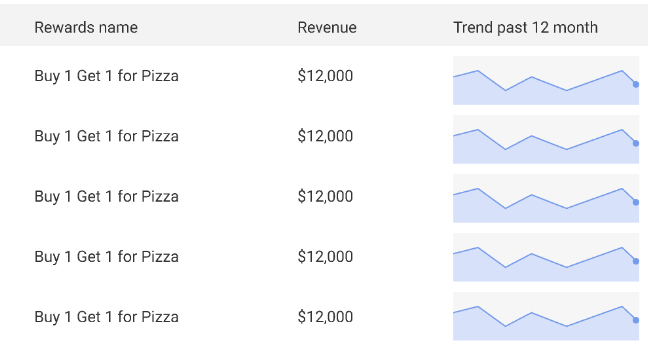 Rewards name Revenue Trend past 12 month
Buy 1 Get 1 for Pizza $12,000
Buy 1 Get 1 for Pizza $12,000
Buy 1 Get 1 for Pizza $12,000
Buy 1 Get 1 for Pizza $12,000
Buy 1 Get 1 for Pizza $12,000